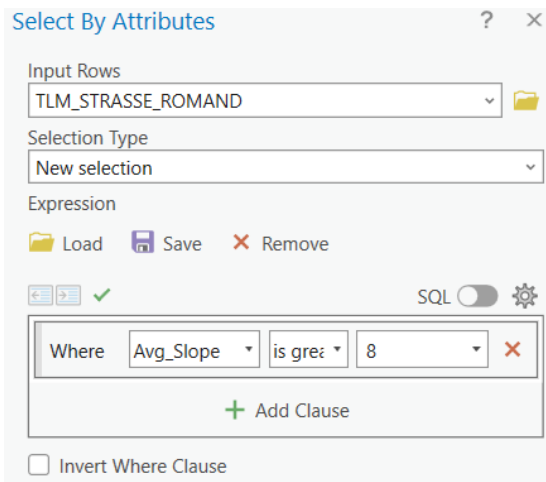 Select By Attributes ? ×
Input Rows
TLM_STRASSE_ROMAND
Selection Type
New selection
Expression
Load Save Remove
SQL
Where Avg_Slope is grea 8
Add Clause
Invert Where Clause